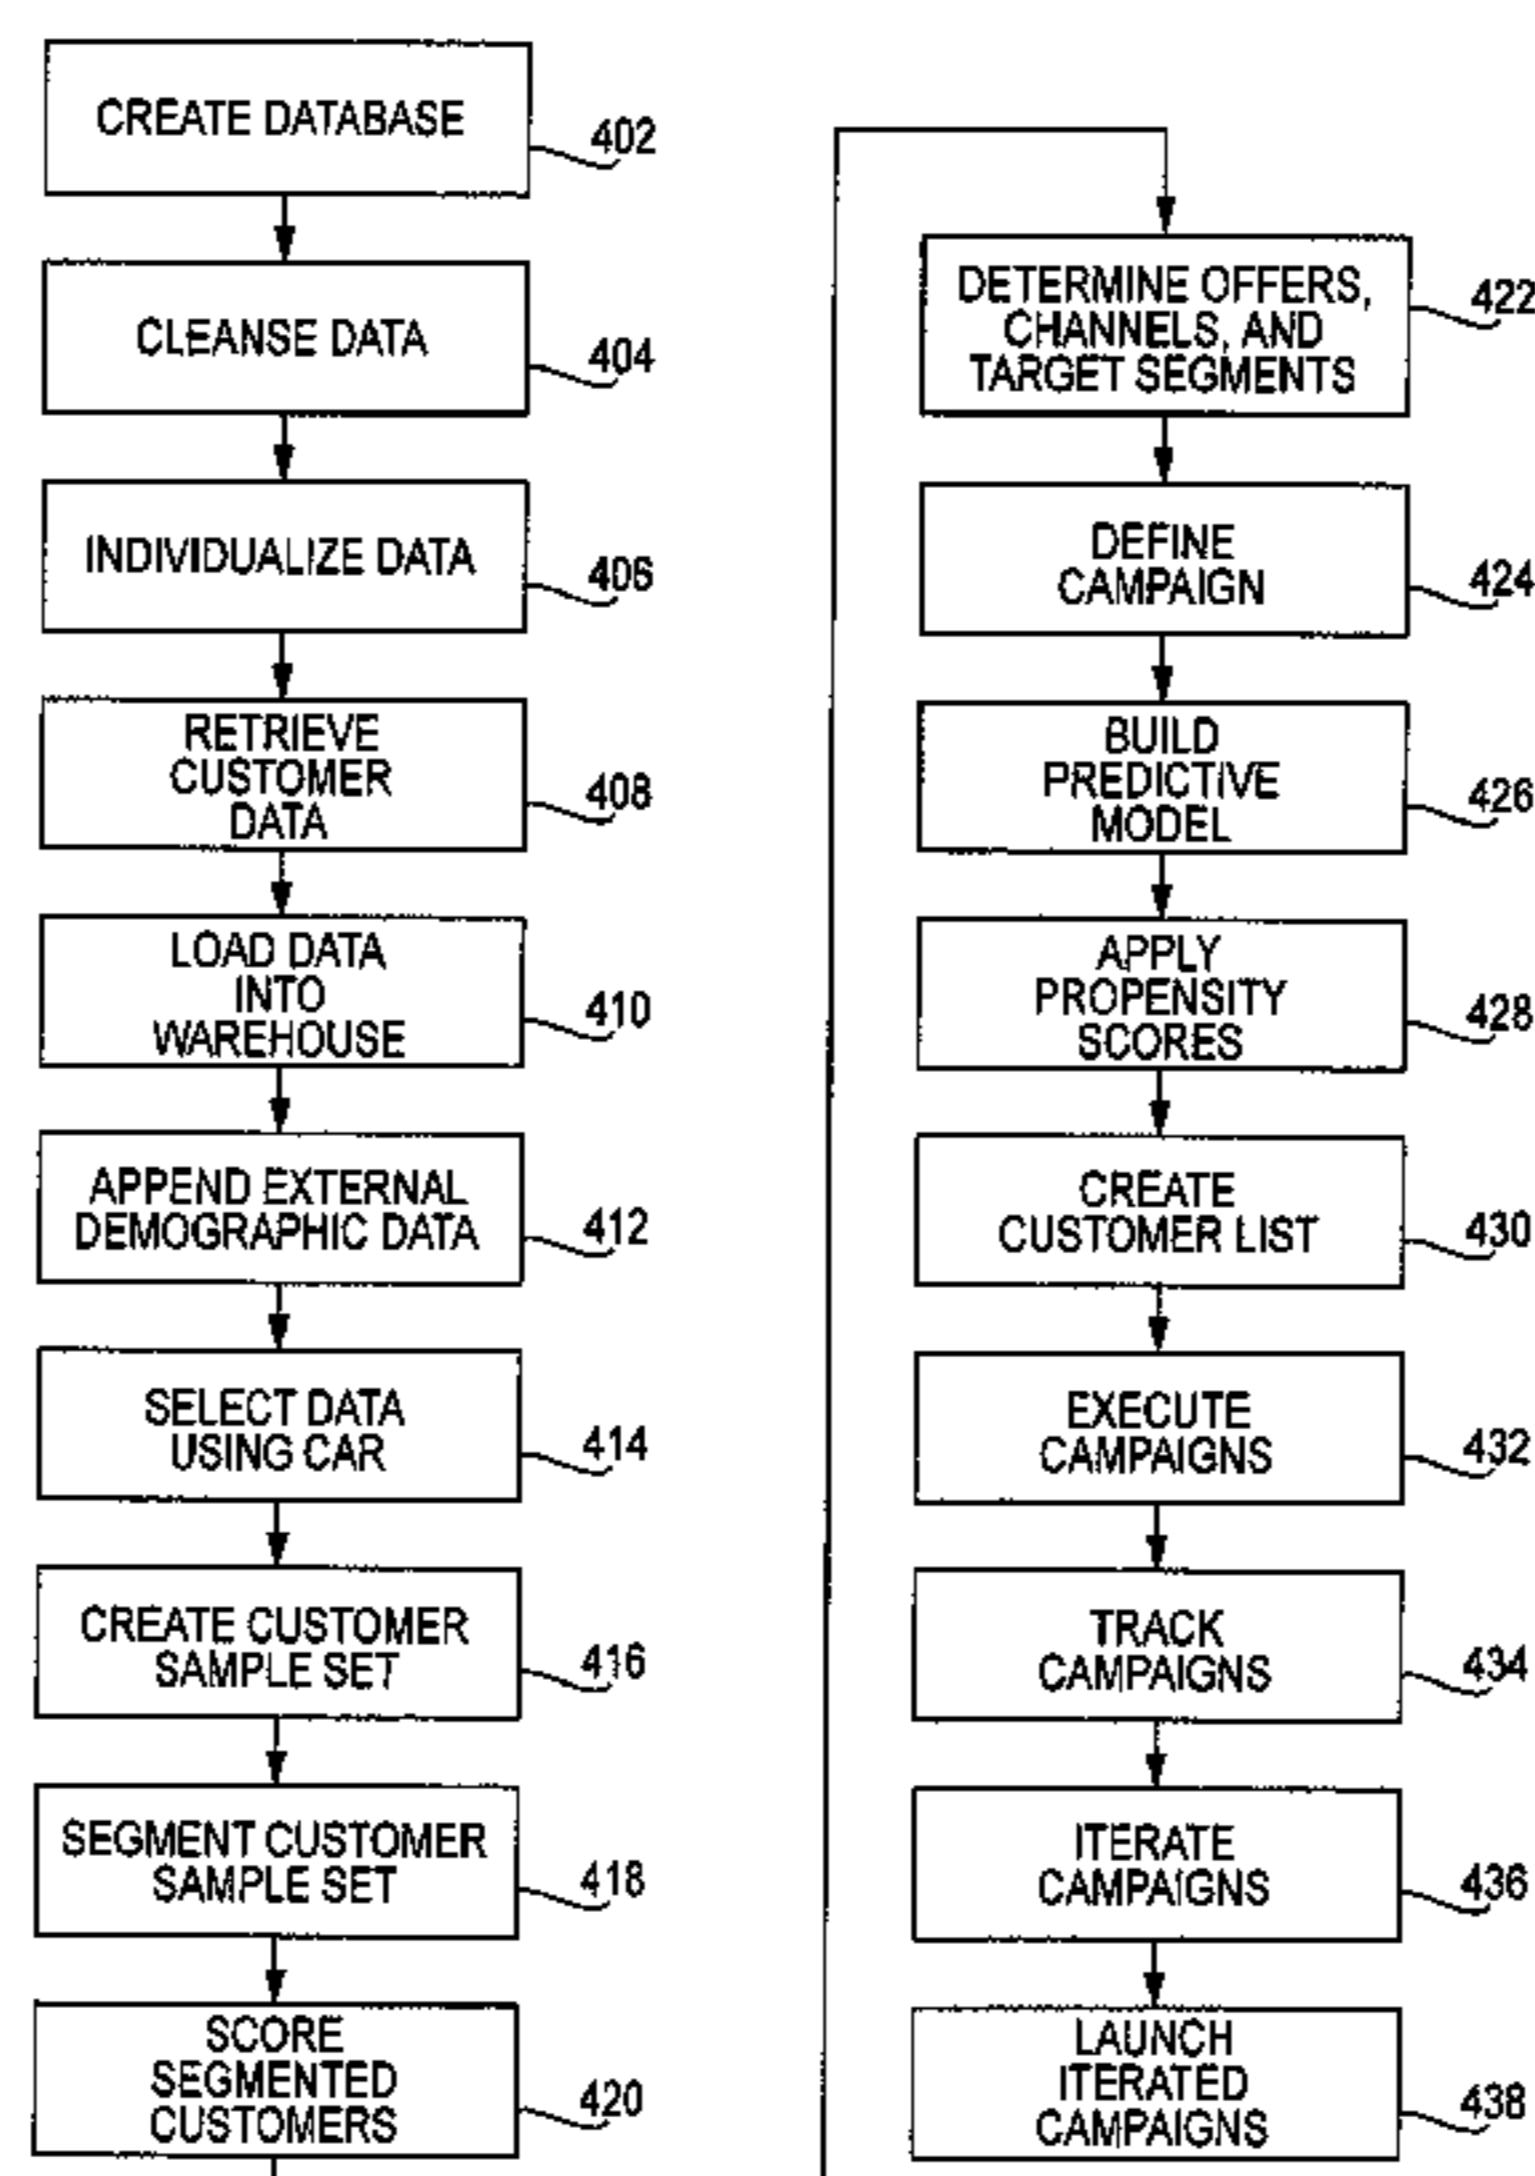 CREATE DATABASE
402
CLEANSE DATA
404
INDIVIDUALIZE DATA
406
RETRIEVE
CUSTOMER
DATA
408
LOAD DATA
INTO
WAREHOUSE
410
APPEND EXTERNAL
DEMOGRAPHIC DATA
412
SELECT DATA
USING CAR
414
CREATE CUSTOMER
SAMPLE SET
416
SEGMENT CUSTOMER
SAMPLE SET
418
SCORE
SEGMENTED
CUSTOMERS
420
DETERMINE OFFERS,
CHANNELS, AND
TARGET SEGMENTS
422
DEFINE
CAMPAIGN
424
BUILD
PREDICTIVE
MODEL
426
APPLY
PROPENSITY
SCORES
428
CREATE
CUSTOMER LIST
430
EXECUTE
CAMPAIGNS
432
TRACK
CAMPAIGNS
434
ITERATE
CAMPAIGNS
436
LAUNCH
ITERATED
CAMPAIGNS
438